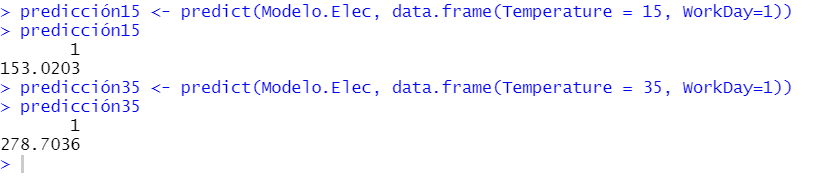 > predicción15 <- predict(Modelo.Elec, data.frame(Temperature = 15, WorkDay=1))
> predicción15
       1
153.0203
> predicción35 <- predict(Modelo.Elec, data.frame(Temperature = 35, WorkDay=1))
> predicción35
       1
278.7036
>